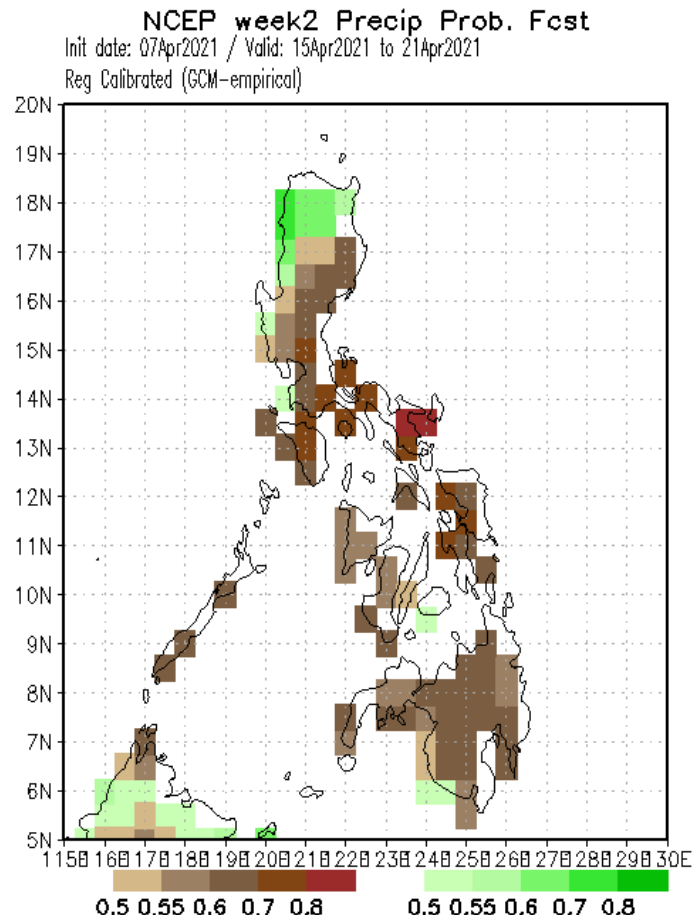 NCEP week2 Precip Prob. Fcst
Init date: 07Apr2021 / Valid: 15Apr2021 to 21Apr2021
Reg Calibrated (GCM-empirical)
20N
19N
18N
17N
16N
15N
14N
13N
12N
11N
10N
9N
8N
7N
6N
5N
115E 116E 117E 118E 119E 120E 121E 122E 123E 124E 125E 126E 127E 128E 129E 130E
0.5 0.55 0.6 0.7 0.8
0.5 0.55 0.6 0.7 0.8